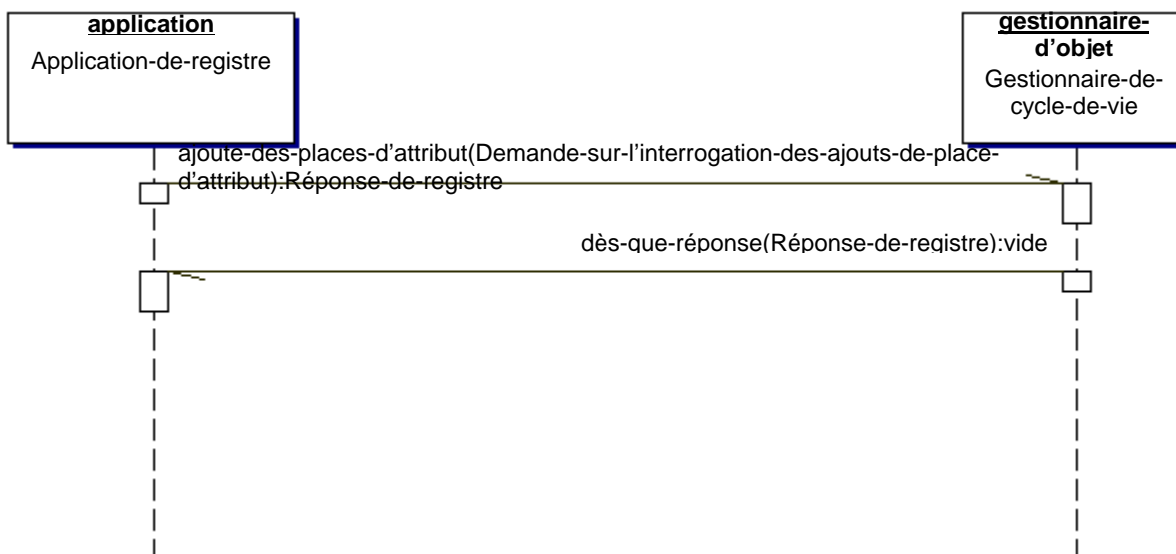 application
Application-de-registre
gestionnaire-
d’objet
Gestionnaire-de-
cycle-de-vie
ajoute-des-places-d’attribut(Demande-sur-l’interrogation-des-ajouts-de-place-
d’attribut):Réponse-de-registre
dès-que-réponse(Réponse-de-registre):vide